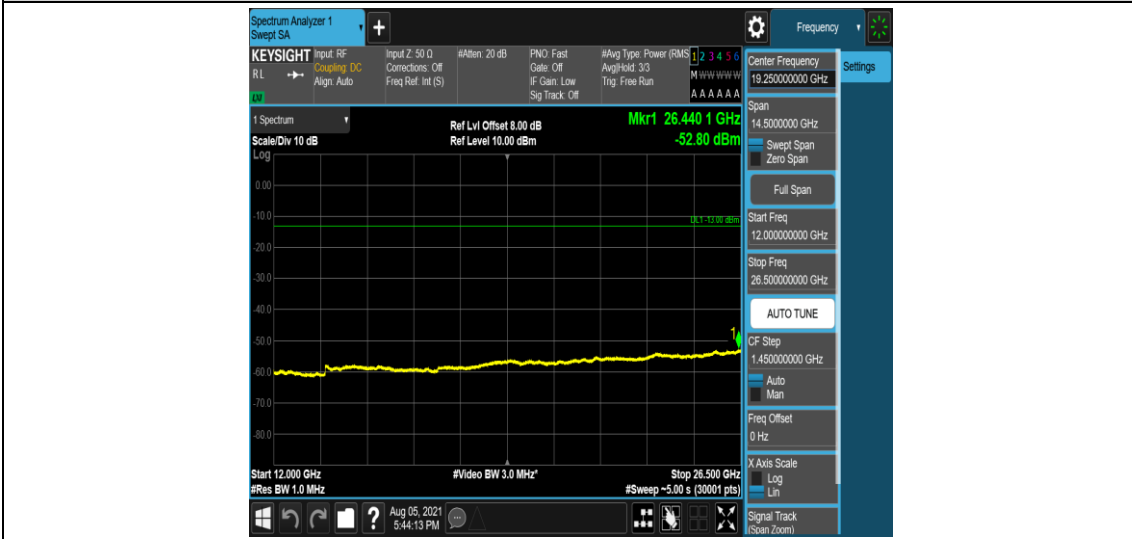 Spectrum Analyzer 1
Swept SA
Frequency
KEYSIGHT
RL
Input: RF
Coupling: DC
Align: Auto
Input Z: 50 Ω
Corrections: Off
Freq Ref: Int (S)
#Atten: 20 dB
PNO: Fast
Gate: Off
IF Gain: Low
Sig Track: Off
#Avg Type: Power (RMS
Avg|Hold: 3/3
Trig: Free Run
1 2 3 4 5 6
M W W W W W
A A A A A A
1 Spectrum
Scale/Div 10 dB
Log
Ref Lvl Offset 8.00 dB
Ref Level 10.00 dBm
Mkr1 26.440 1 GHz
-52.80 dBm
0.00
-10.0
DL1 -13.00 dBm
-20.0
-30.0
-40.0
-50.0
1
-60.0
-70.0
-80.0
Start 12.000 GHz
#Res BW 1.0 MHz
#Video BW 3.0 MHz*
Stop 26.500 GHz
#Sweep ~5.00 s (30001 pts)
?
Aug 05, 2021
5:44:13 PM
Center Frequency
19.250000000 GHz
Settings
Span
14.5000000 GHz
Swept Span
Zero Span
Full Span
Start Freq
12.000000000 GHz
Stop Freq
26.500000000 GHz
AUTO TUNE
CF Step
1.450000000 GHz
Auto
Man
Freq Offset
0 Hz
X Axis Scale
Log
Lin
Signal Track
(Span Zoom)